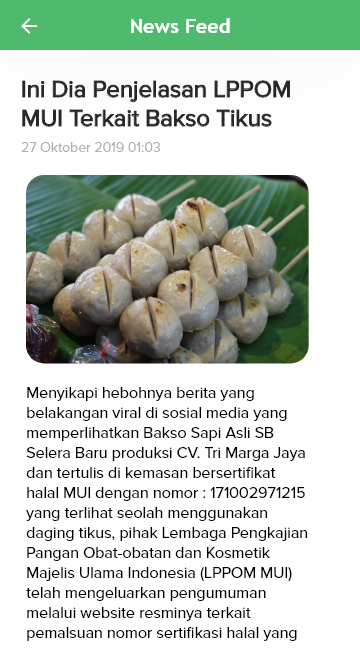 News Feed
Ini Dia Penjelasan LPPOM
MUI Terkait Bakso Tikus
27 Oktober 2019 01:03
Menyikapi hebohnya berita yang
belakangan viral di sosial media yang
memperlihatkan Bakso Sapi Asli SB
Selera Baru produksi CV. Tri Marga Jaya
dan tertulis di kemasan bersertifikat
halal MUI dengan nomor : 171002971215
yang terlihat seolah menggunakan
daging tikus, pihak Lembaga Pengkajian
Pangan Obat-obatan dan Kosmetik
Majelis Ulama Indonesia (LPPOM MUI)
telah mengeluarkan pengumuman
melalui website resminya terkait
pemalsuan nomor sertifikasi halal yang